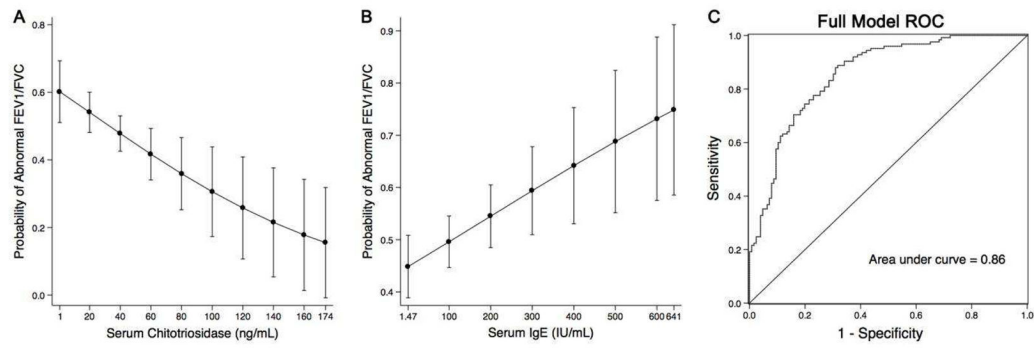 A
Probability of Abnormal FEV1/FVC
0.8
0.6
0.4
0.2
0.0
1 20 40 60 80 100 120 140 160 174
Serum Chitotriosidase (ng/mL)
B
Probability of Abnormal FEV1/FVC
0.9
0.8
0.7
0.6
0.5
0.4
1.47 100 200 300 400 500 600 641
Serum IgE (IU/mL)
C
Full Model ROC
Sensitivity
1.0
0.8
0.6
0.4
0.2
0.0
Area under curve = 0.86
0.0 0.2 0.4 0.6 0.8 1.0
1 - Specificity